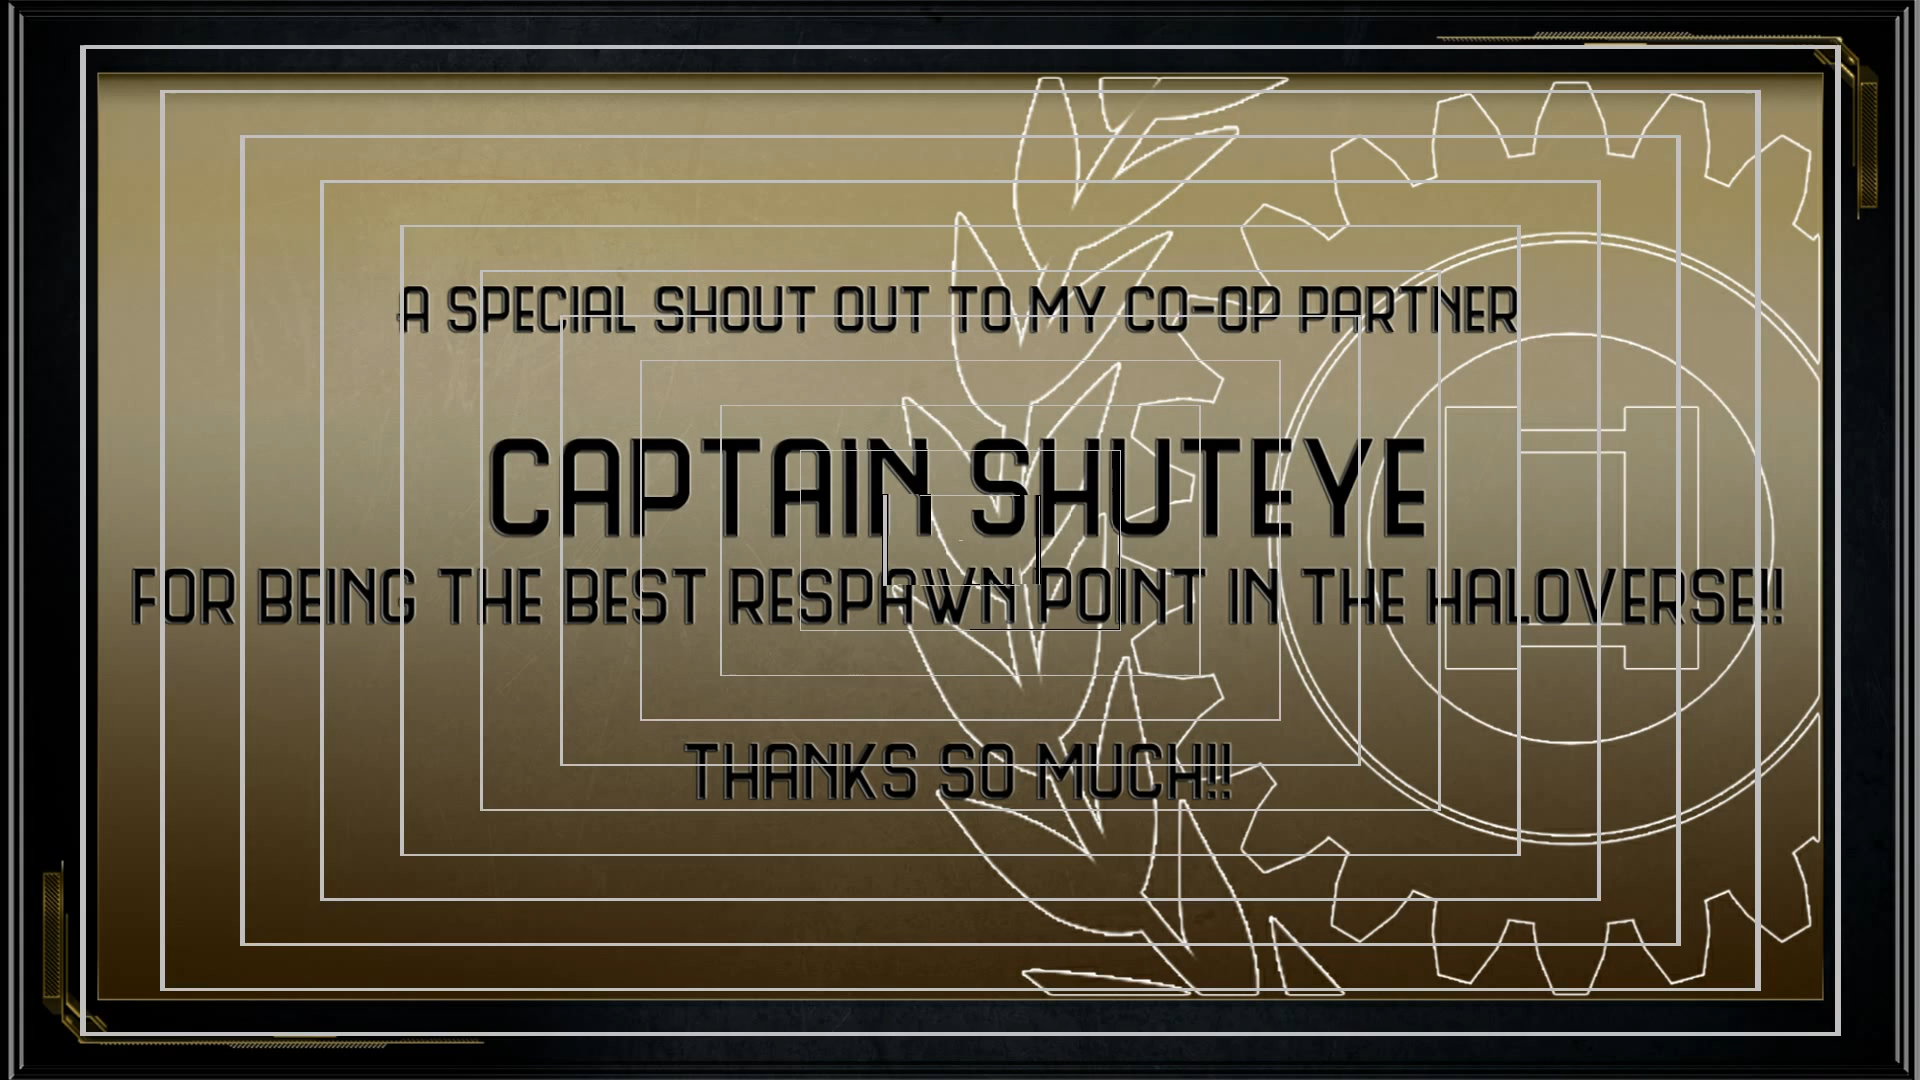 A SPECIAL SHOUT OUT TO MY CO-OP PARTNER
CAPTAIN SHUTEYE
FOR BEING THE BEST RESPAWN POINT IN THE HALOVERSE!!
THANKS SO MUCH!!